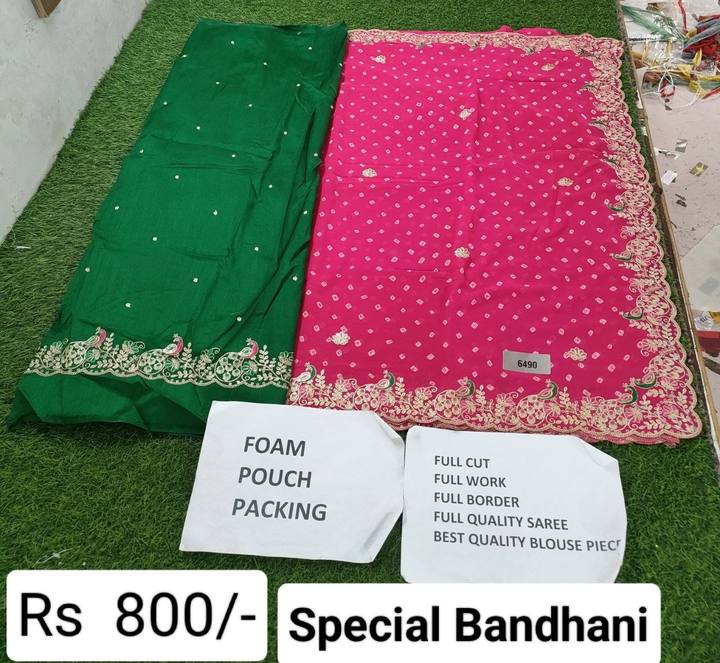 6490
FOAM
POUCH
PACKING
FULL CUT
FULL WORK
FULL BORDER
FULL QUALITY SAREE
BEST QUALITY BLOUSE PIECE
Rs 800/-
Special Bandhani